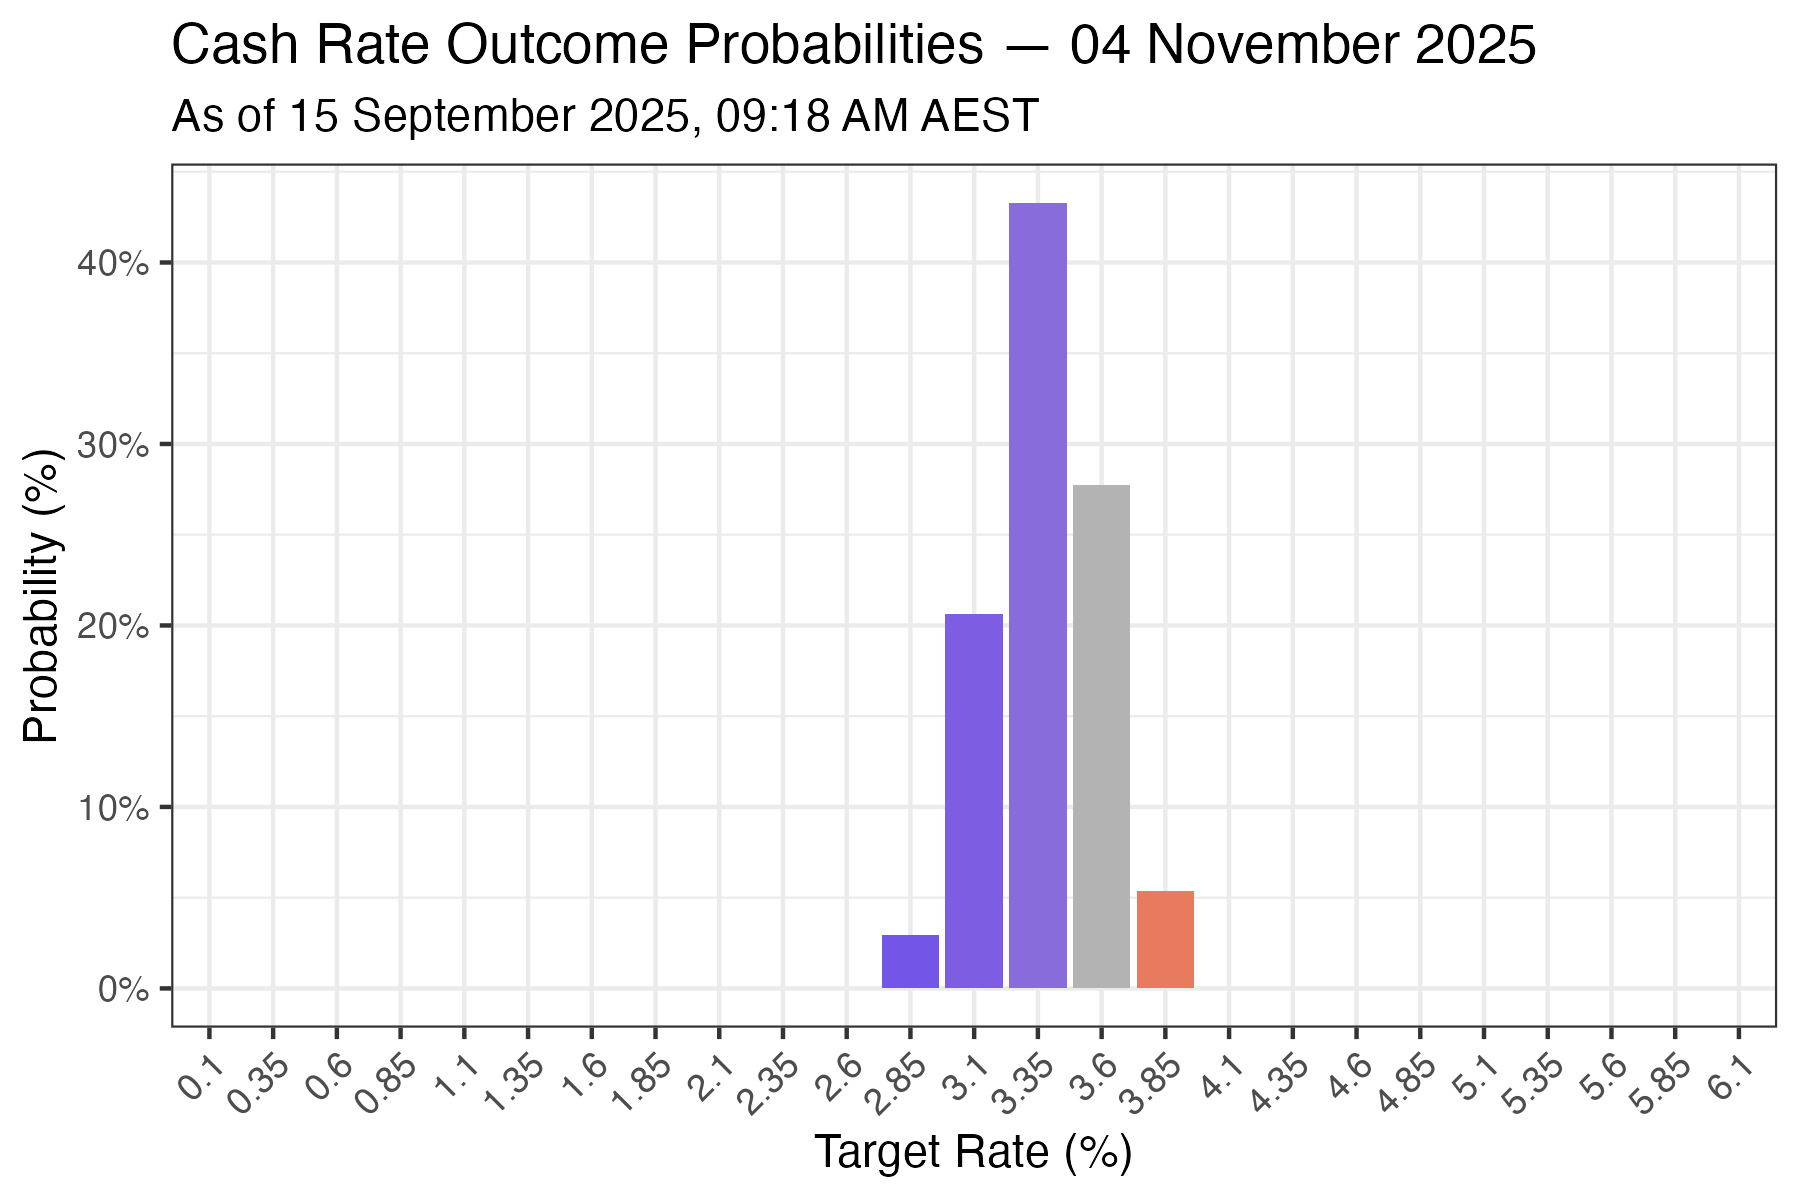 Cash Rate Outcome Probabilities — 04 November 2025
As of 15 September 2025, 09:18 AM AEST
Probability (%)
40%
30%
20%
10%
0%
0.1 0.35 0.6 0.85 1.1 1.35 1.6 1.85 2.1 2.35 2.6 2.85 3.1 3.35 3.6 3.85 4.1 4.35 4.6 4.85 5.1 5.35 5.6 5.85 6.1
Target Rate (%)